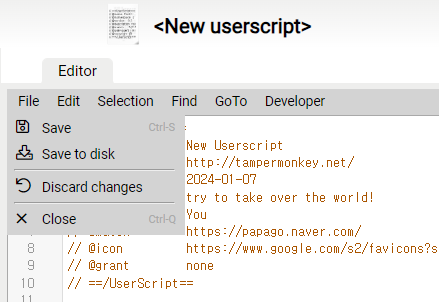 <New userscript>
Editor
File Edit Selection Find GoTo Developer
Save Ctrl-S
Save to disk
Discard changes
Close Ctrl-Q
New Userscript
http://tampermonkey.net/
2024-01-07
try to take over the world!
You
https://papago.naver.com/
8 // @icon https://www.google.com/s2/favicons?s
9 // @grant none
10 // ==/UserScript==
11